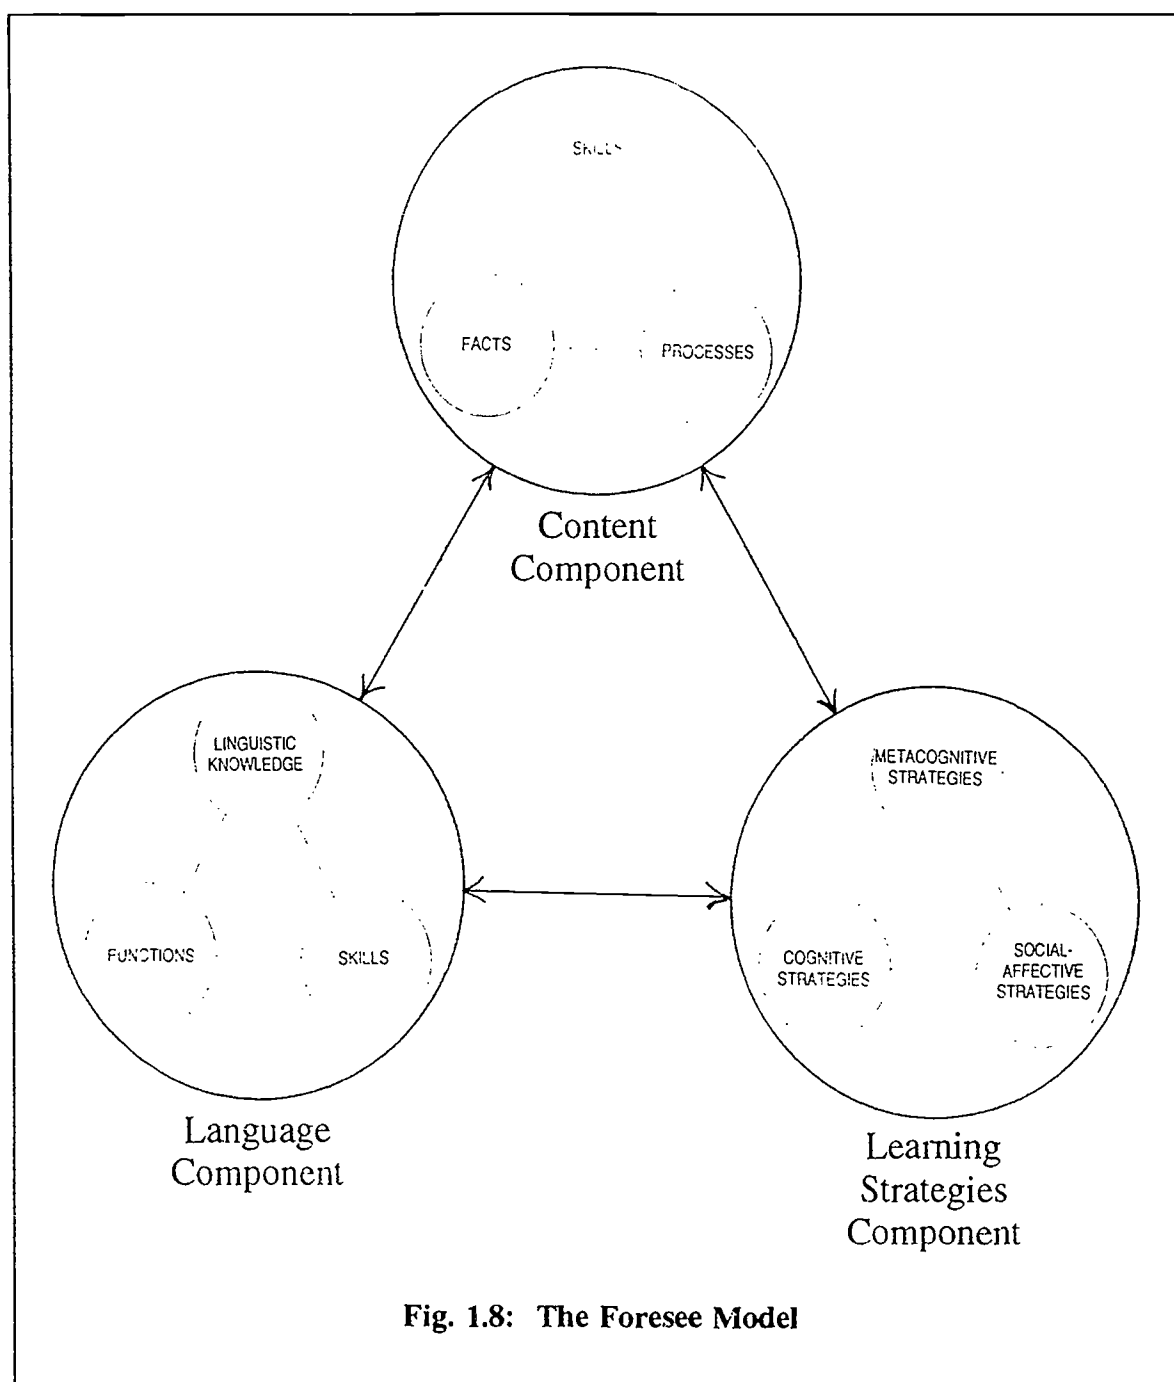 SKILLS
FACTS
PROCESSES
Content
Component
LINGUISTIC
KNOWLEDGE
FUNCTIONS
SKILLS
Language
Component
METACOGNITIVE
STRATEGIES
COGNITIVE
STRATEGIES
SOCIAL-
AFFECTIVE
STRATEGIES
Learning
Strategies
Component
Fig. 1.8: The Foresee Model